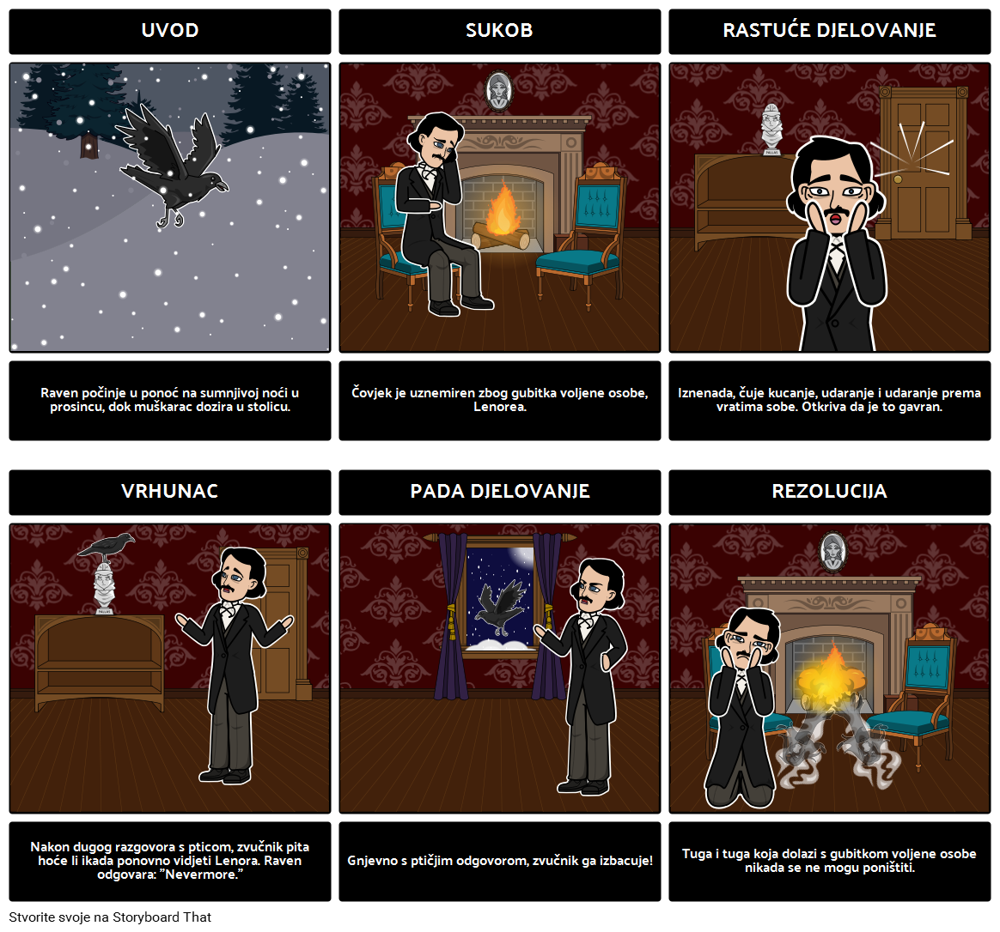 UVOD
SUKOB
RASTUĆE DJELOVANJE
PALLAS
Raven počinje u ponoć na sumnjivoj noći u
prosincu, dok muškarac dozira u stolicu.
Čovjek je uznemiren zbog gubitka voljene osobe,
Lenorea.
Iznenada, čuje kucanje, udaranje i udaranje prema
vratima sobe. Otkriva da je to gavran.
VRHUNAC
PADA DJELOVANJE
REZOLUCIJA
PALLAS
Nakon dugog razgovora s pticom, zvučnik pita
hoće li ikada ponovno vidjeti Lenora. Raven
odgovara: "Nevermore."
Gnjevno s ptičjim odgovorom, zvučnik ga izbacuje!
Tuga i tuga koja dolazi s gubitkom voljene osobe
nikada se ne mogu poništiti.
Stvorite svoje na Storyboard That